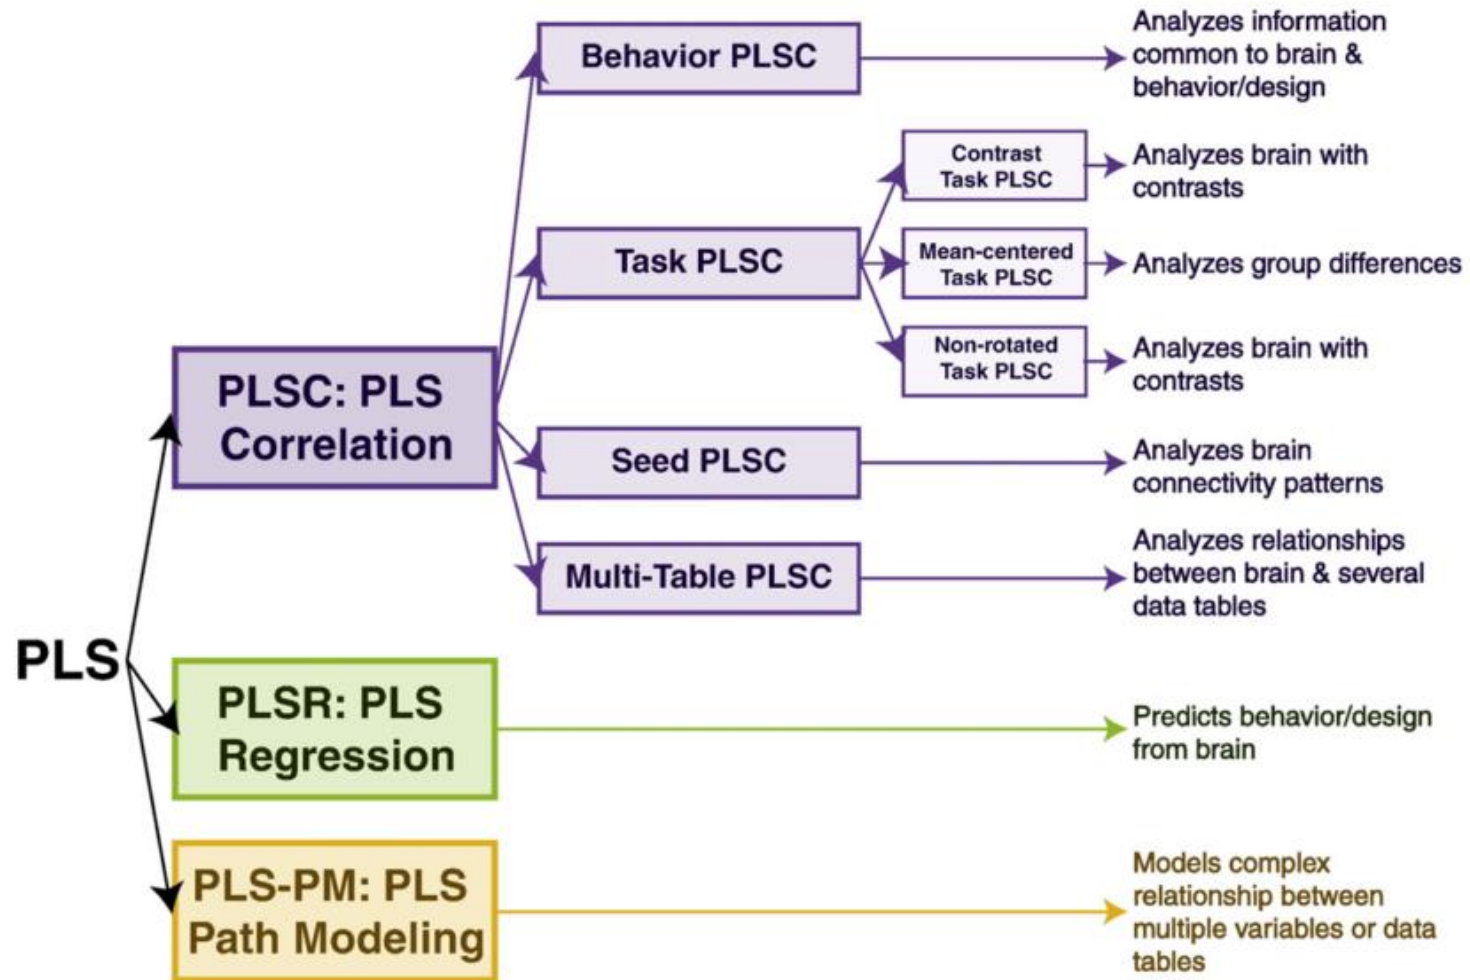 Behavior PLSC
Analyzes information
common to brain &
behavior/design
Contrast
Task PLSC
Analyzes brain with
contrasts
Task PLSC
Mean-centered
Task PLSC
Analyzes group differences
Non-rotated
Task PLSC
Analyzes brain with
contrasts
PLSC: PLS
Correlation
Seed PLSC
Analyzes brain
connectivity patterns
Multi-Table PLSC
Analyzes relationships
between brain & several
data tables
PLS
PLSR: PLS
Regression
Predicts behavior/design
from brain
PLS-PM: PLS
Path Modeling
Models complex
relationship between
multiple variables or data
tables